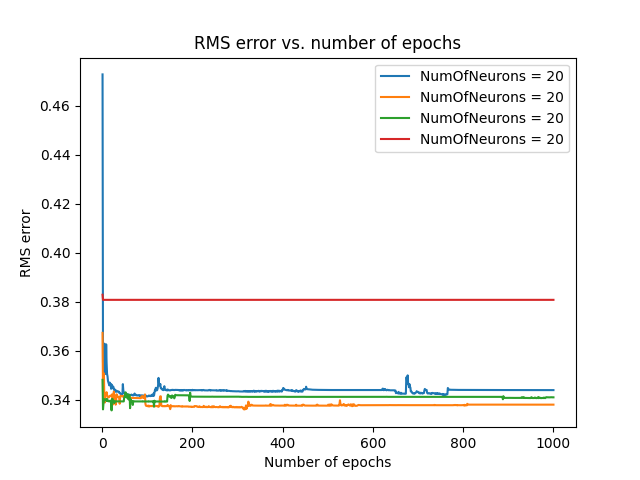 RMS error vs. number of epochs
NumOfNeurons = 20
NumOfNeurons = 20
NumOfNeurons = 20
NumOfNeurons = 20
RMS error
0.46
0.44
0.42
0.40
0.38
0.36
0.34
0
200
400
600
800
1000
Number of epochs